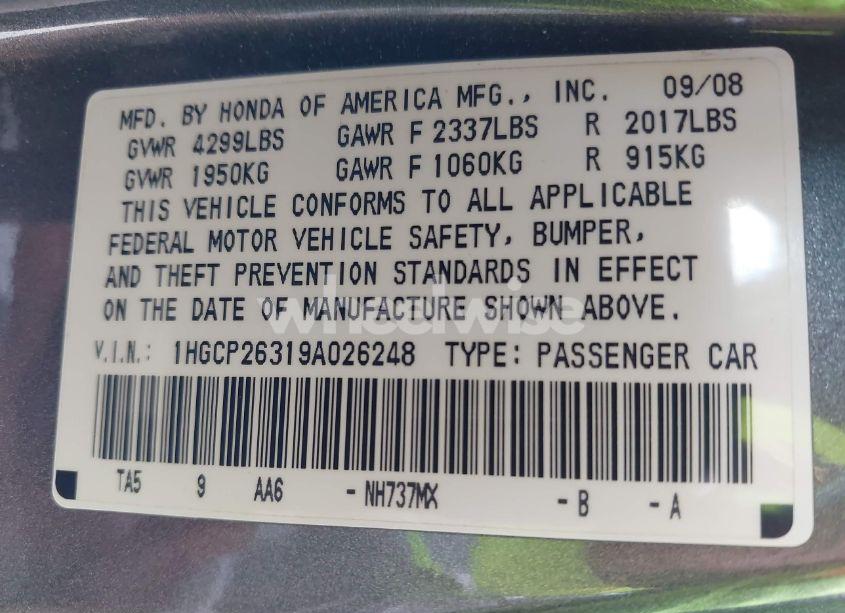 MFD. BY HONDA OF AMERICA MFG., INC. 09/08
GVWR 4299LBS GAWR F 2337LBS R 2017LBS
GVWR 1950KG GAWR F 1060KG R 915KG
THIS VEHICLE CONFORMS TO ALL APPLICABLE
FEDERAL MOTOR VEHICLE SAFETY, BUMPER,
AND THEFT PREVENTION STANDARDS IN EFFECT
ON THE DATE OF MANUFACTURE SHOWN ABOVE.
wheelwise
V.I.N.: 1HGCP26319A026248 TYPE: PASSENGER CAR
TA5 9 AA6 -NH737MX -B -A